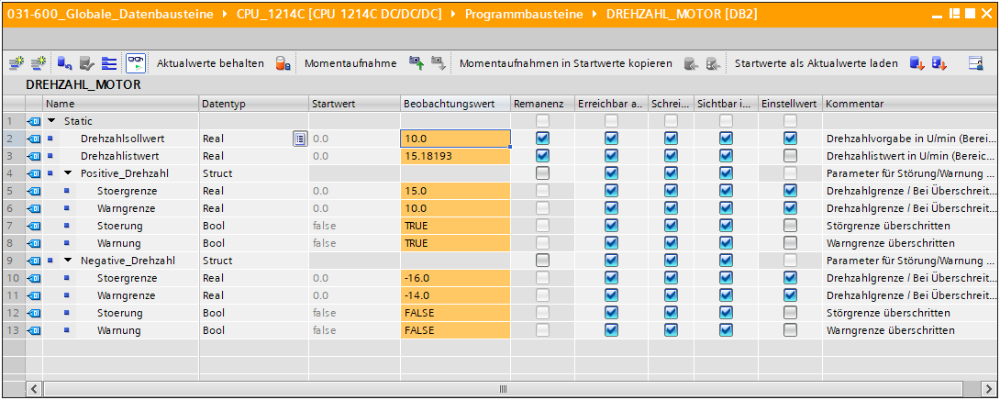 031-600_Globale_Datenbausteine ▸ CPU_1214C [CPU 1214C DC/DC/DC] ▸ Programmbausteine ▸ DREHZAHL_MOTOR [DB2]
Aktualwerte behalten Momentaufnahme Momentaufnahmen in Startwerte kopieren Startwerte als Aktualwerte laden
DREHZAHL_MOTOR
Name Datentyp Startwert Beobachtungswert Remanenz Erreichbar a.. Schrei... Sichtbar i... Einstellwert Kommentar
1 Static
2 Drehzahlsollwert Real 0.0 10.0 Drehzahlvorgabe in U/min (Berei...
3 Drehzahlistwert Real 0.0 15.18193 Drehzahlistwert in U/min (Bereic...
4 Positive_Drehzahl Struct Parameter für Störung/Warnung ...
5 Stoergrenze Real 0.0 15.0 Drehzahlgrenze / Bei Überschreit...
6 Warngrenze Real 0.0 10.0 Drehzahlgrenze / Bei Überschreit...
7 Stoerung Bool false TRUE Störgrenze überschritten
8 Warnung Bool false TRUE Warngrenze überschritten
9 Negative_Drehzahl Struct Parameter für Störung/Warnung ...
10 Stoergrenze Real 0.0 -16.0 Drehzahlgrenze / Bei Überschreit...
11 Warngrenze Real 0.0 -14.0 Drehzahlgrenze / Bei Überschreit...
12 Stoerung Bool false FALSE Störgrenze überschritten
13 Warnung Bool false FALSE Warngrenze überschritten